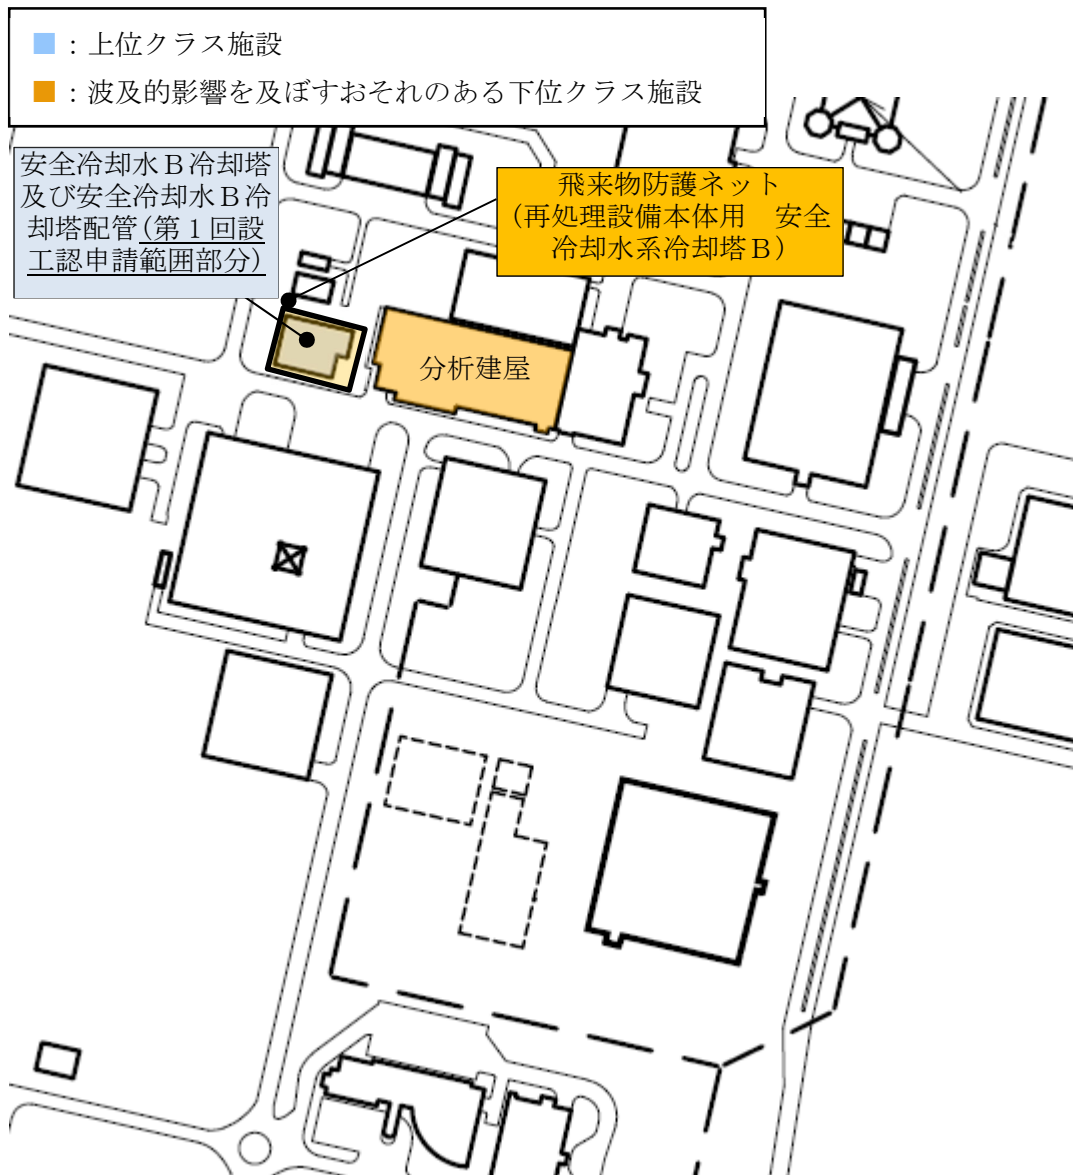 ■：上位クラス施設
■：波及的影響を及ぼすおそれのある下位クラス施設
安全冷却水Ｂ冷却塔
及び安全冷却水Ｂ冷
却塔配管(第１回設
工認申請範囲部分)
飛来物防護ネット
(再処理設備本体用　安全
冷却水系冷却塔Ｂ)
分析建屋